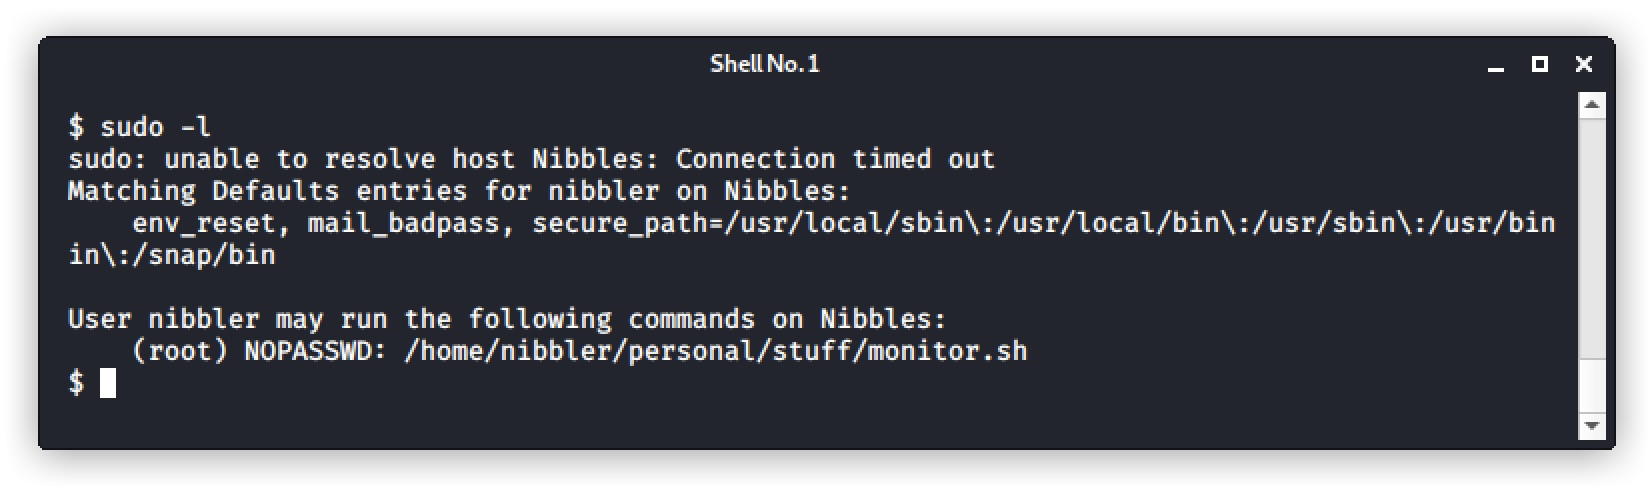 Shell No. 1
$ sudo -l
sudo: unable to resolve host Nibbles: Connection timed out
Matching Defaults entries for nibbler on Nibbles:
    env_reset, mail_badpass, secure_path=/usr/local/sbin\:/usr/local/bin\:/usr/sbin\:/usr/bin
in\:/snap/bin
User nibbler may run the following commands on Nibbles:
    (root) NOPASSWD: /home/nibbler/personal/stuff/monitor.sh
$